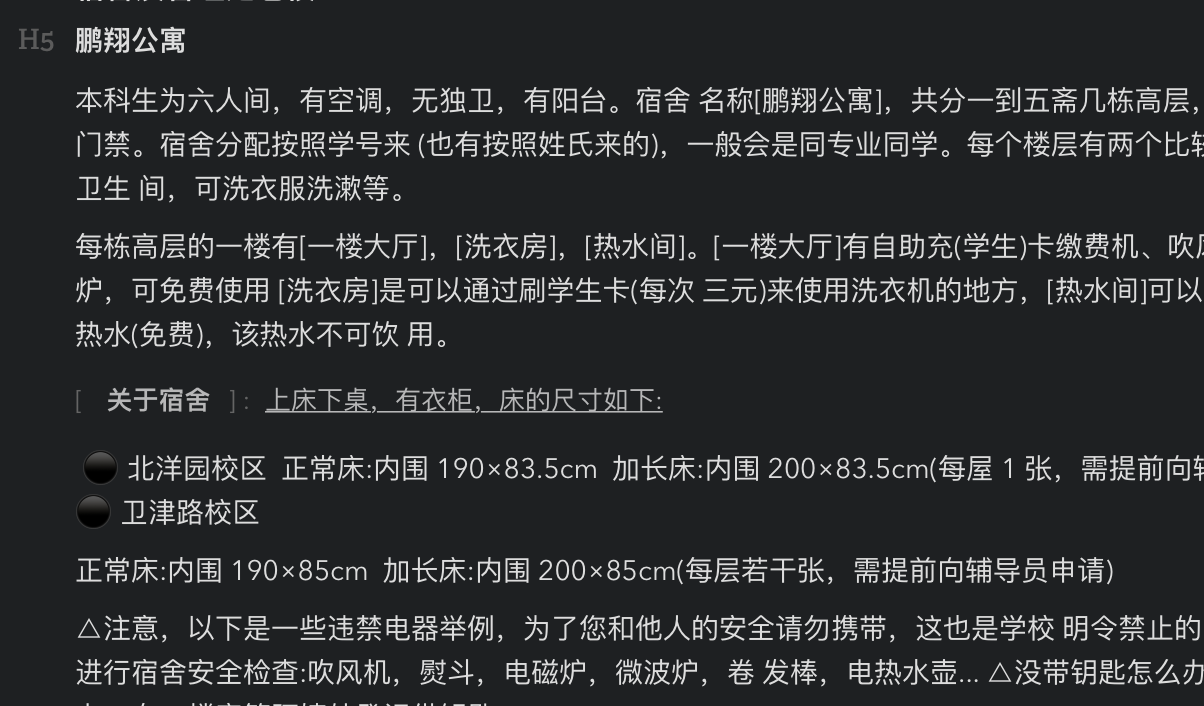 H5 鹏翔公寓
本科生为六人间，有空调，无独卫，有阳台。宿舍 名称[鹏翔公寓]，共分一到五斋几栋高层，
门禁。宿舍分配按照学号来 (也有按照姓氏来的)，一般会是同专业同学。每个楼层有两个比较
卫生 间，可洗衣服洗漱等。
每栋高层的一楼有[一楼大厅]，[洗衣房]，[热水间]。[一楼大厅]有自助充(学生)卡缴费机、吹
炉，可免费使用 [洗衣房]是可以通过刷学生卡(每次 三元)来使用洗衣机的地方，[热水间]可以
热水(免费)，该热水不可饮 用。
[ 关于宿舍 ]: 上床下桌，有衣柜，床的尺寸如下:
⚫ 北洋园校区 正常床:内围 190×83.5cm 加长床:内围 200×83.5cm(每屋 1 张，需提前向
⚫ 卫津路校区
正常床:内围 190×85cm 加长床:内围 200×85cm(每层若干张，需提前向辅导员申请)
△注意，以下是一些违禁电器举例，为了您和他人的安全请勿携带，这也是学校 明令禁止的
进行宿舍安全检查:吹风机，熨斗，电磁炉，微波炉，卷 发棒，电热水壶... △没带钥匙怎么办